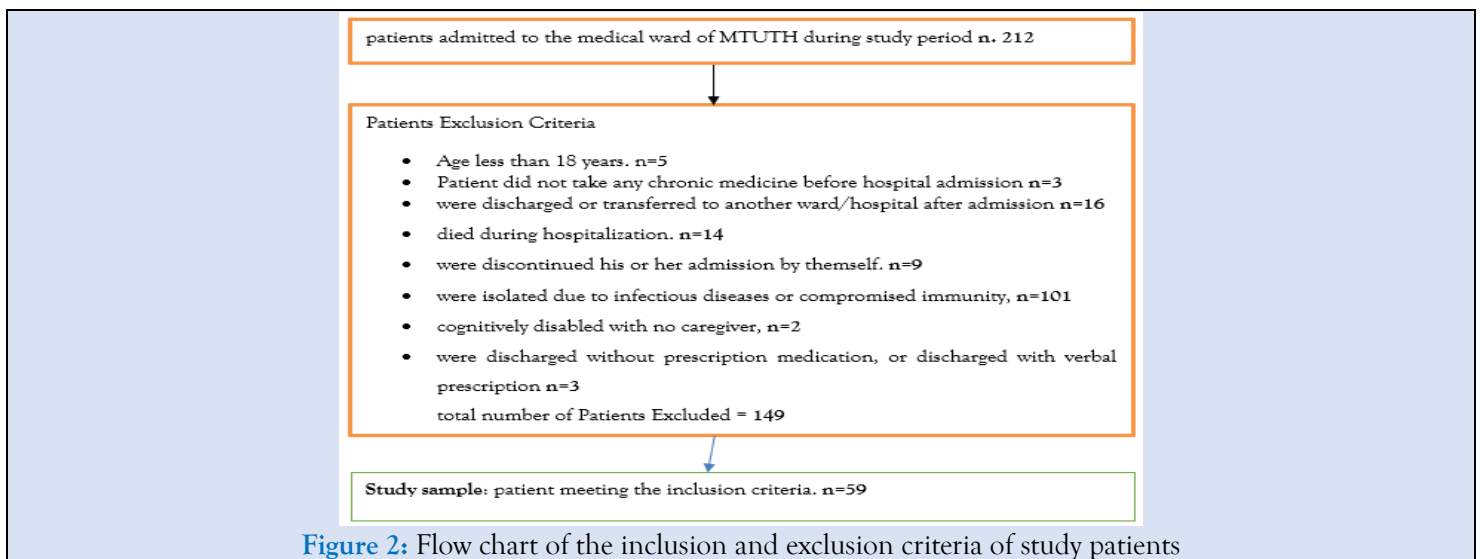 patients admitted to the medical ward of MTUTH during study period n. 212
Patients Exclusion Criteria
• Age less than 18 years. n=5
• Patient did not take any chronic medicine before hospital admission n=3
• were discharged or transferred to another ward/hospital after admission n=16
• died during hospitalization. n=14
• were discontinued his or her admission by themself. n=9
• were isolated due to infectious diseases or compromised immunity, n=101
• cognitively disabled with no caregiver, n=2
• were discharged without prescription medication, or discharged with verbal
prescription n=3
total number of Patients Excluded = 149
Study sample: patient meeting the inclusion criteria. n=59
Figure 2: Flow chart of the inclusion and exclusion criteria of study patients